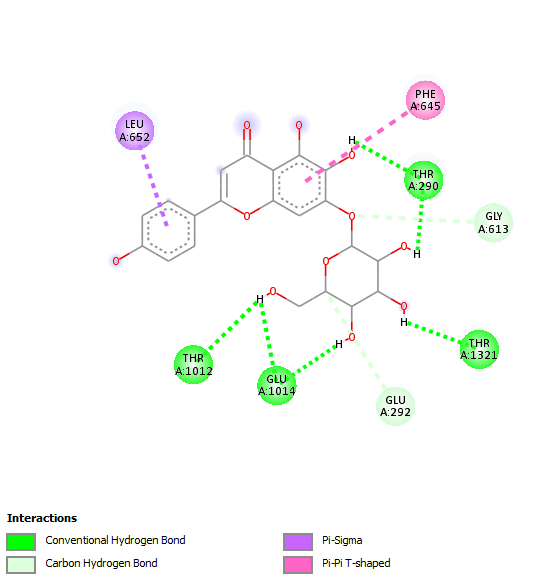 PHE
A:645
LEU
A:652
O
O
H
O
THR
A:290
O
O
GLY
A:613
O
H
O
O
O
H
O
H
O
H
O
THR
A:1321
THR
A:1012
GLU
A:1014
GLU
A:292
Interactions
Conventional Hydrogen Bond
Carbon Hydrogen Bond
Pi-Sigma
Pi-Pi T-shaped